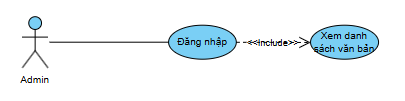 Đăng nhập
<<Include>>
Xem danh
sách văn bản
Admin